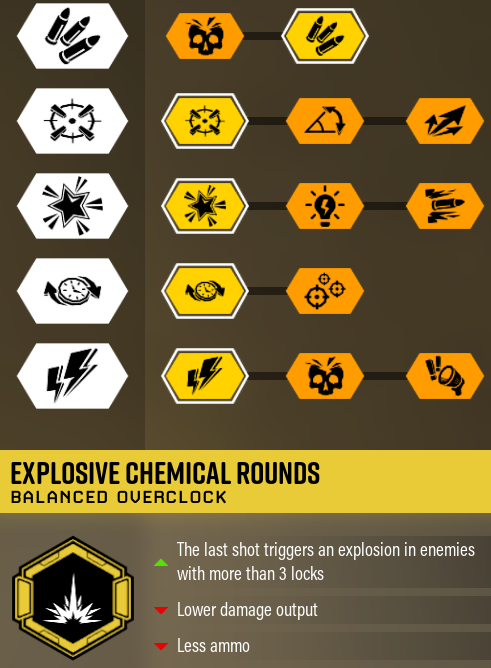 EXPLOSIVE CHEMICAL ROUNDS
BALANCED OVERCLOCK
The last shot triggers an explosion in enemies
with more than 3 locks
Lower damage output
Less ammo